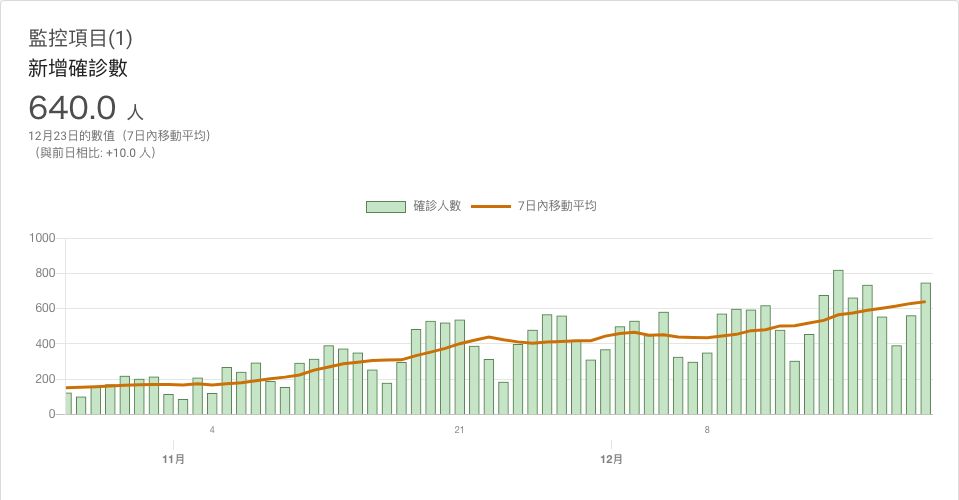 監控項目(1)
新增確診數
640.0 人
12月23日的數值（7日內移動平均）
（與前日相比: +10.0 人）
確診人數 7日內移動平均
1000
800
600
400
200
0
4 21 8
11月 12月